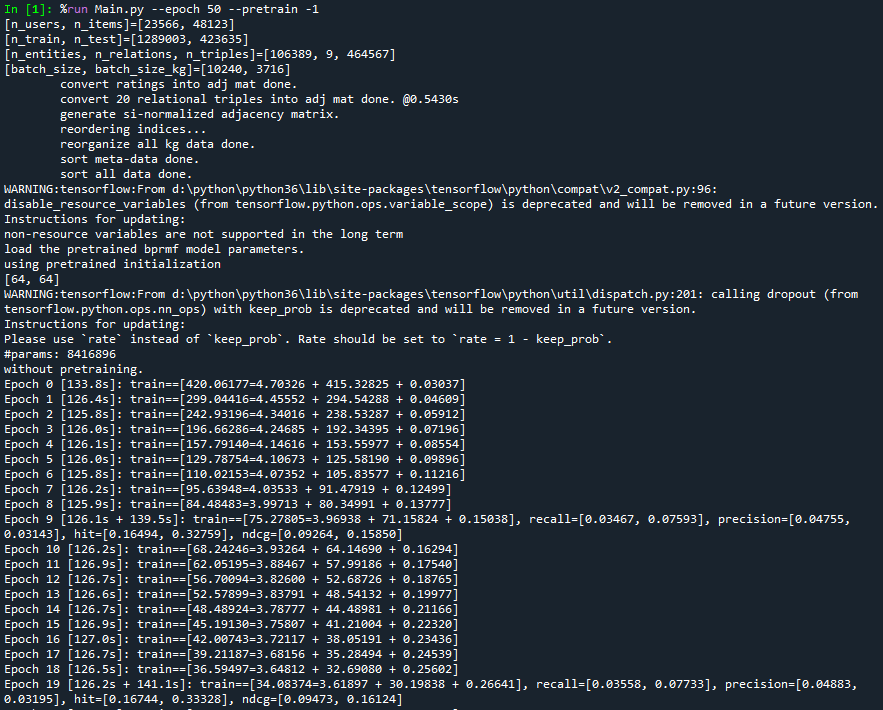 In [1]: %run Main.py --epoch 50 --pretrain -1
[n_users, n_items]=[23566, 48123]
[n_train, n_test]=[1289003, 423635]
[n_entities, n_relations, n_triples]=[106389, 9, 464567]
[batch_size, batch_size_kg]=[10240, 3716]
convert ratings into adj mat done.
convert 20 relational triples into adj mat done. @0.5430s
generate si-normalized adjacency matrix.
reordering indices...
reorganize all kg data done.
sort meta-data done.
sort all data done.
WARNING:tensorflow:From d:\python\python36\lib\site-packages\tensorflow\python\compat\v2_compat.py:96:
disable_resource_variables (from tensorflow.python.ops.variable_scope) is deprecated and will be removed in a future version.
Instructions for updating:
non-resource variables are not supported in the long term
load the pretrained bprmf model parameters.
using pretrained initialization
[64, 64]
WARNING:tensorflow:From d:\python\python36\lib\site-packages\tensorflow\python\util\dispatch.py:201: calling dropout (from
tensorflow.python.ops.nn_ops) with keep_prob is deprecated and will be removed in a future version.
Instructions for updating:
Please use `rate` instead of `keep_prob`. Rate should be set to `rate = 1 - keep_prob`.
#params: 8416896
without pretraining.
Epoch 0 [133.8s]: train==[420.06177=4.70326 + 415.32825 + 0.03037]
Epoch 1 [126.4s]: train==[299.04416=4.45552 + 294.54288 + 0.04609]
Epoch 2 [125.8s]: train==[242.93196=4.34016 + 238.53287 + 0.05912]
Epoch 3 [126.0s]: train==[196.66286=4.24685 + 192.34395 + 0.07196]
Epoch 4 [126.1s]: train==[157.79140=4.14616 + 153.55977 + 0.08554]
Epoch 5 [126.0s]: train==[129.78754=4.10673 + 125.58190 + 0.09896]
Epoch 6 [125.8s]: train==[110.02153=4.07352 + 105.83577 + 0.11216]
Epoch 7 [126.2s]: train==[95.63948=4.03533 + 91.47919 + 0.12499]
Epoch 8 [125.9s]: train==[84.48483=3.99713 + 80.34991 + 0.13777]
Epoch 9 [126.1s + 139.5s]: train==[75.27805=3.96938 + 71.15824 + 0.15038], recall=[0.03467, 0.07593], precision=[0.04755,
0.03143], hit=[0.16494, 0.32759], ndcg=[0.09264, 0.15850]
Epoch 10 [126.2s]: train==[68.24246=3.93264 + 64.14690 + 0.16294]
Epoch 11 [126.9s]: train==[62.05195=3.88467 + 57.99186 + 0.17540]
Epoch 12 [126.7s]: train==[56.70094=3.82600 + 52.68726 + 0.18765]
Epoch 13 [126.6s]: train==[52.57899=3.83791 + 48.54132 + 0.19977]
Epoch 14 [126.7s]: train==[48.48924=3.78777 + 44.48981 + 0.21166]
Epoch 15 [126.9s]: train==[45.19130=3.75807 + 41.21004 + 0.22320]
Epoch 16 [127.0s]: train==[42.00743=3.72117 + 38.05191 + 0.23436]
Epoch 17 [126.7s]: train==[39.21187=3.68156 + 35.28494 + 0.24539]
Epoch 18 [126.5s]: train==[36.59497=3.64812 + 32.69080 + 0.25602]
Epoch 19 [126.2s + 141.1s]: train==[34.08374=3.61897 + 30.19838 + 0.26641], recall=[0.03558, 0.07733], precision=[0.04883,
0.03195], hit=[0.16744, 0.33328], ndcg=[0.09473, 0.16124]